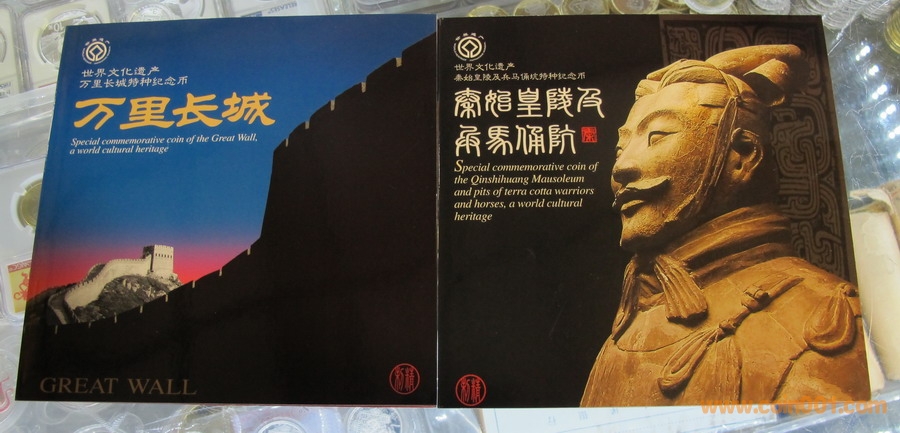 世界文化遗产
万里长城特种纪念币
万里长城
Special commemorative coin of the Great Wall,
a world cultural heritage
GREAT WALL
世界文化遗产
秦始皇陵及兵马俑坑特种纪念币
秦始皇陵及
兵马俑坑
Special commemorative coin of
the Qinshihuang Mausoleum
and pits of terra cotta warriors
and horses, a world cultural
heritage